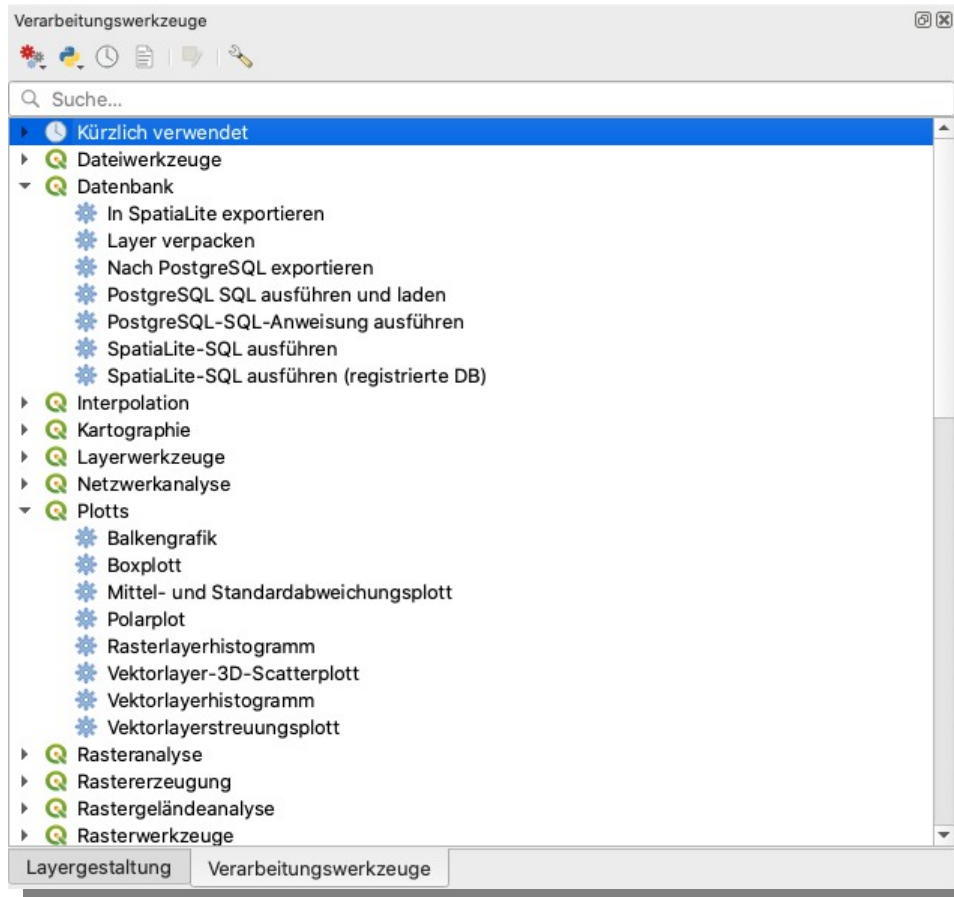 Verarbeitungswerkzeuge
Suche...
Kürzlich verwendet
Dateiwerkzeuge
Datenbank
In SpatiaLite exportieren
Layer verpacken
Nach PostgreSQL exportieren
PostgreSQL SQL ausführen und laden
PostgreSQL-SQL-Anweisung ausführen
SpatiaLite-SQL ausführen
SpatiaLite-SQL ausführen (registrierte DB)
Interpolation
Kartographie
Layerwerkzeuge
Netzwerkanalyse
Plotts
Balkengrafik
Boxplott
Mittel- und Standardabweichungsplott
Polarplot
Rasterlayerhistogramm
Vektorlayer-3D-Scatterplott
Vektorlayerhistogramm
Vektorlayerstreuungsplott
Rasteranalyse
Rastererzeugung
Rastergeländeanalyse
Rasterwerkzeuge
Layergestaltung Verarbeitungswerkzeuge